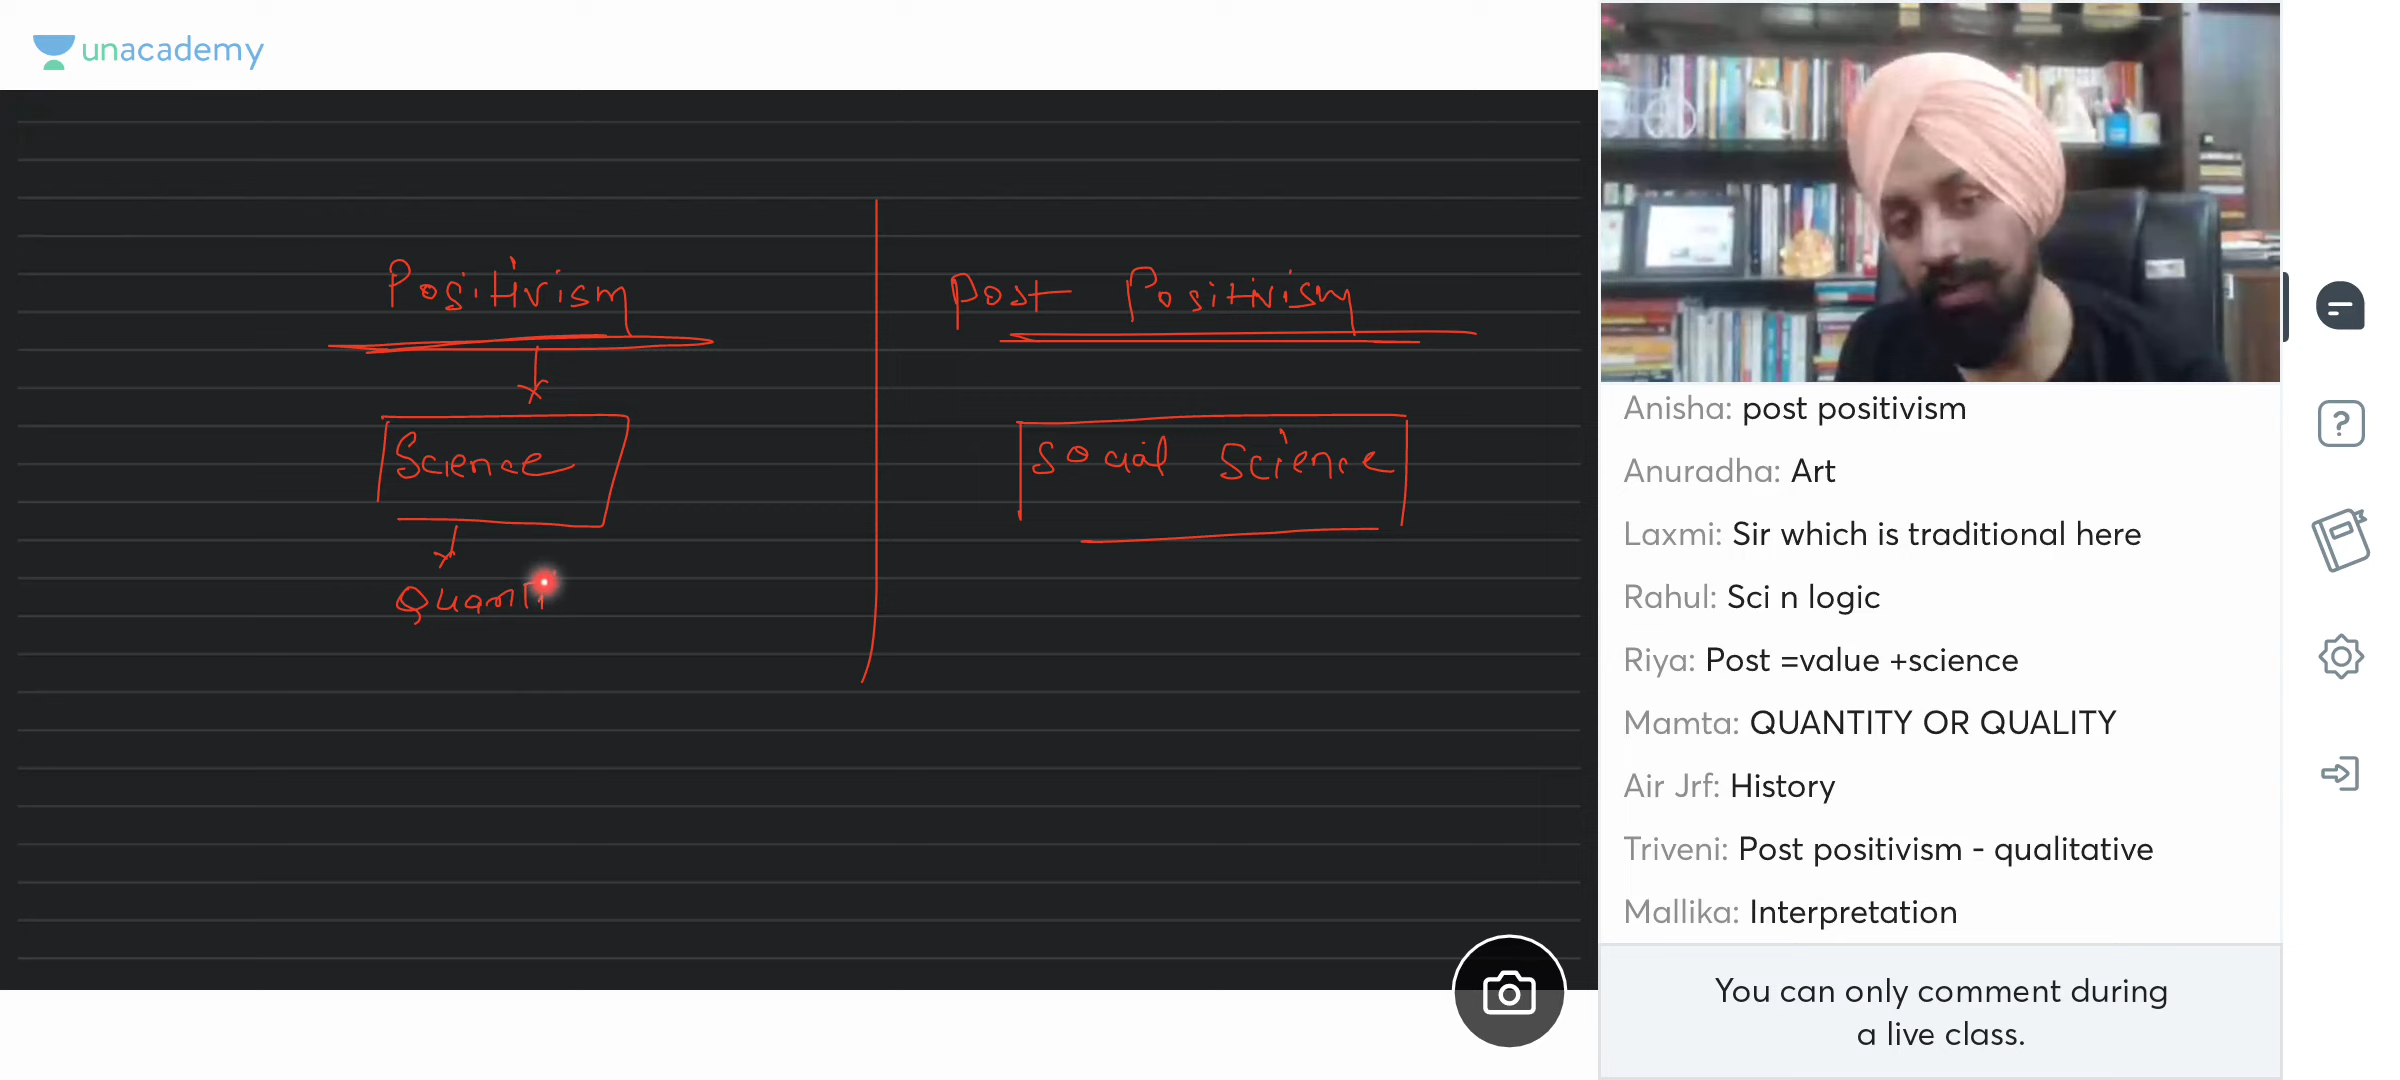 unacademy
Positivism
Post Positivism
Science
Social Science
Quanti
Anisha: post positivism
Anuradha: Art
Laxmi: Sir which is traditional here
Rahul: Sci n logic
Riya: Post =value +science
Mamta: QUANTITY OR QUALITY
Air Jrf: History
Triveni: Post positivism - qualitative
Mallika: Interpretation
You can only comment during
a live class.